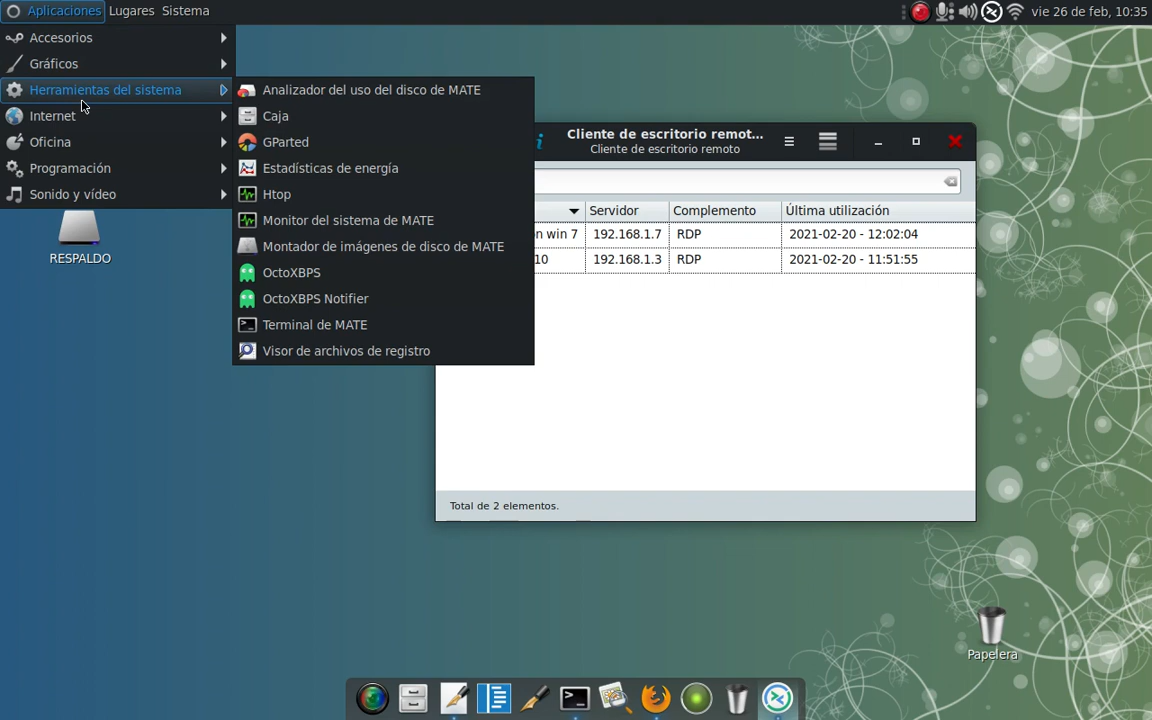 Aplicaciones Lugares Sistema
vie 26 de feb, 10:35
Accesorios
Gráficos
Herramientas del sistema
Internet
Oficina
Programación
Sonido y vídeo
Analizador del uso del disco de MATE
Caja
GParted
Estadísticas de energía
Htop
Monitor del sistema de MATE
Montador de imágenes de disco de MATE
OctoXBPS
OctoXBPS Notifier
Terminal de MATE
Visor de archivos de registro
RESPALDO
Cliente de escritorio remot...
Cliente de escritorio remoto
Servidor Complemento Última utilización
n win 7 192.168.1.7 RDP 2021-02-20 - 12:02:04
10 192.168.1.3 RDP 2021-02-20 - 11:51:55
Total de 2 elementos.
Papelera